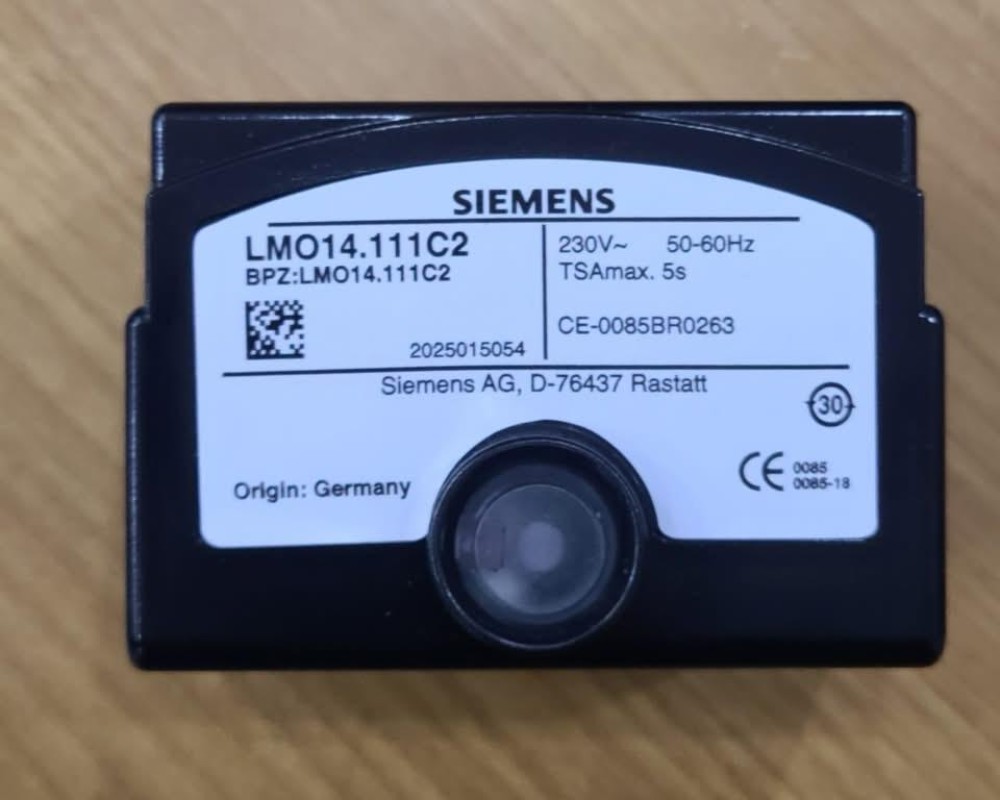 SIEMENS
LMO14.111C2
BPZ:LMO14.111C2
2025015054
230V~ 50-60Hz
TSAmax. 5s
CE-0085BR0263
Siemens AG, D-76437 Rastatt
30
Origin: Germany
CE 0085
0085-18